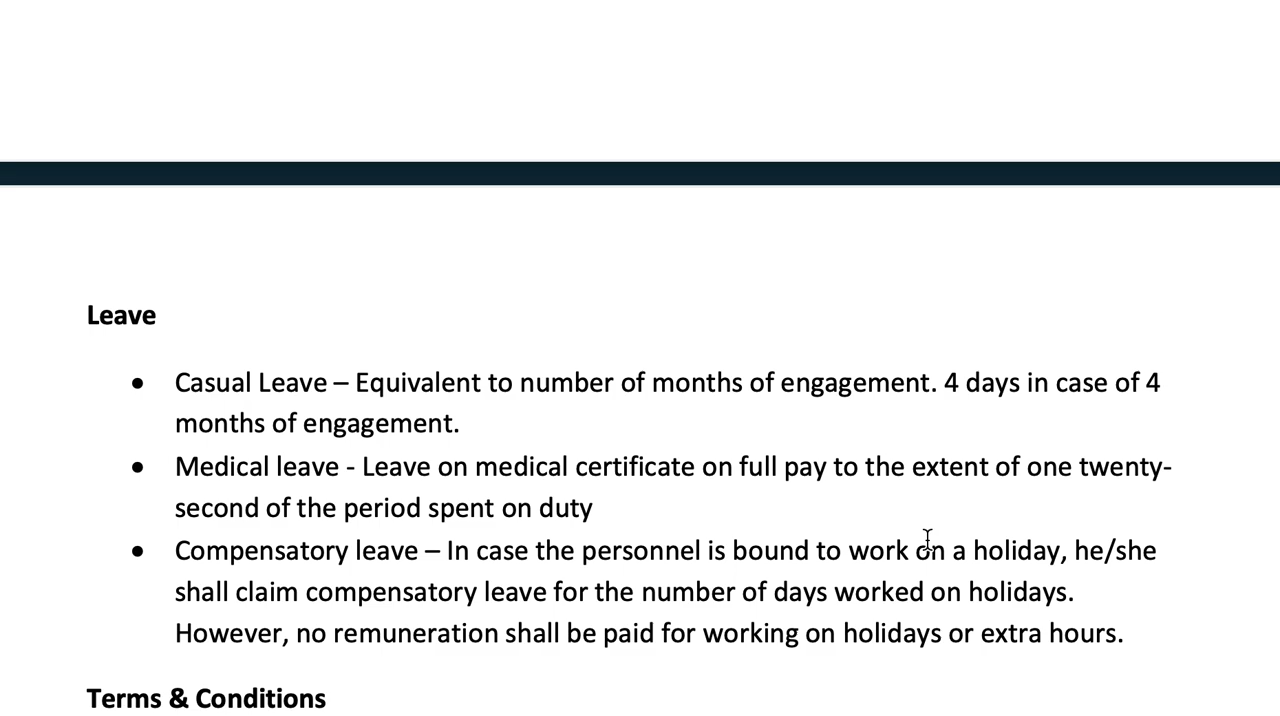 Leave
• Casual Leave – Equivalent to number of months of engagement. 4 days in case of 4
months of engagement.
• Medical leave - Leave on medical certificate on full pay to the extent of one twenty-
second of the period spent on duty
• Compensatory leave – In case the personnel is bound to work on a holiday, he/she
shall claim compensatory leave for the number of days worked on holidays.
However, no remuneration shall be paid for working on holidays or extra hours.
Terms & Conditions